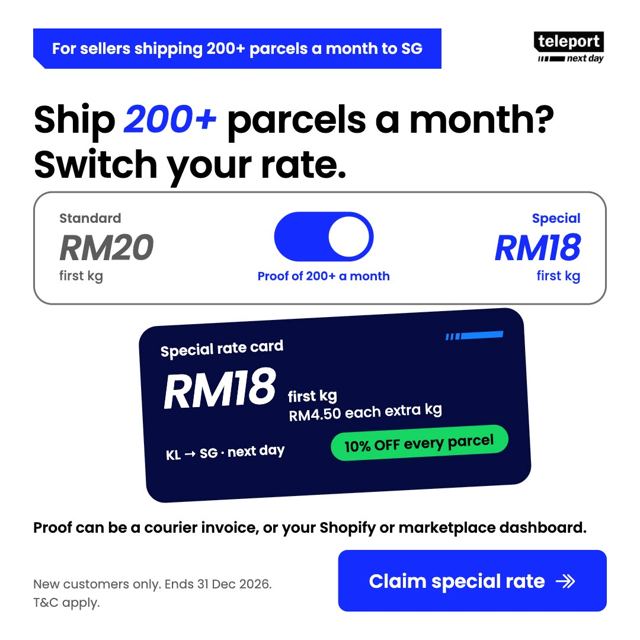 For sellers shipping 200+ parcels a month to SG
teleport
next day
Ship 200+ parcels a month?
Switch your rate.
Standard
RM20
first kg
Proof of 200+ a month
Special
RM18
first kg
Special rate card
RM18 first kg
RM4.50 each extra kg
KL → SG · next day
10% OFF every parcel
Proof can be a courier invoice, or your Shopify or marketplace dashboard.
New customers only. Ends 31 Dec 2026.
T&C apply.
Claim special rate